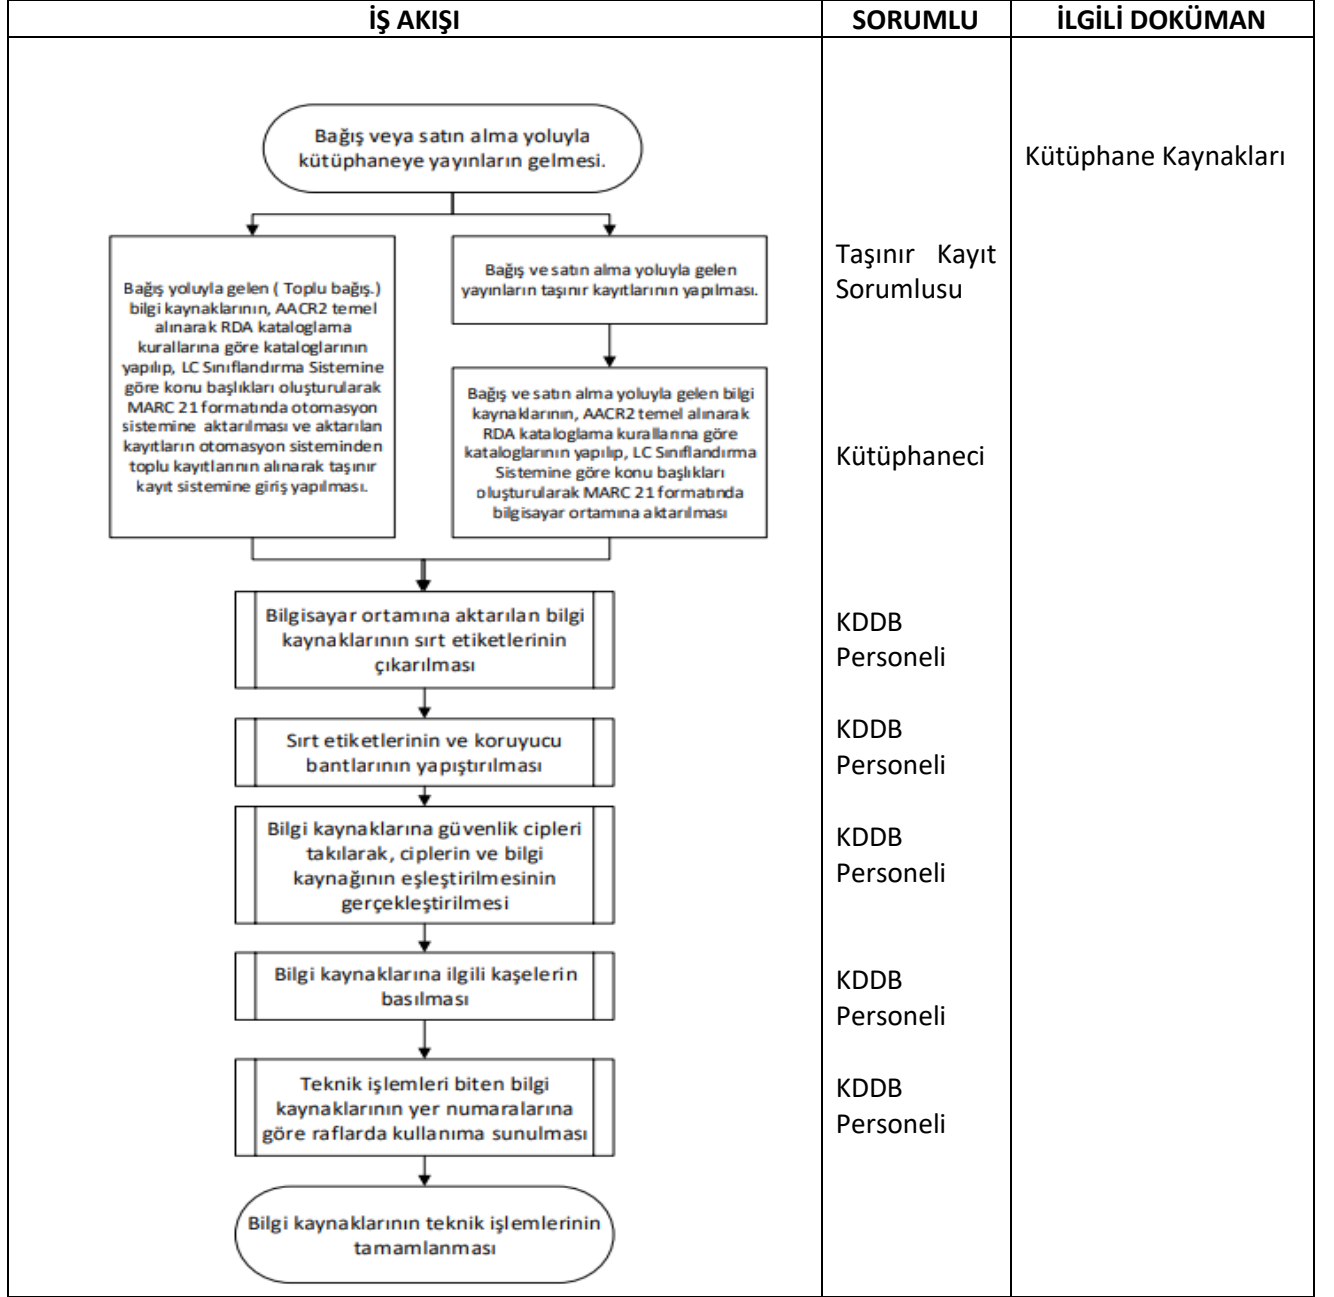 İŞ AKIŞI
SORUMLU
İLGİLİ DOKÜMAN
Bağış veya satın alma yoluyla
kütüphaneye yayınların gelmesi.
Kütüphane Kaynakları
Bağış yoluyla gelen ( Toplu bağış.)
bilgi kaynaklarının, AACR2 temel
alınarak RDA kataloglama
kurallarına göre kataloglarının
yapılıp, LC Sınıflandırma Sistemine
göre konu başlıkları oluşturularak
MARC 21 formatında otomasyon
sistemine aktarılması ve aktarılan
kayıtların otomasyon sisteminden
toplu kayıtlarının alınarak taşınır
kayıt sistemine giriş yapılması.
Bağış ve satın alma yoluyla gelen
yayınların taşınır kayıtlarının yapılması.
Taşınır Kayıt
Sorumlusu
Bağış ve satın alma yoluyla gelen bilgi
kaynaklarının, AACR2 temel alınarak
RDA kataloglama kurallarına göre
kataloglarının yapılıp, LC Sınıflandırma
Sistemine göre konu başlıkları
oluşturularak MARC 21 formatında
bilgisayar ortamına aktarılması
Kütüphaneci
Bilgisayar ortamına aktarılan bilgi
kaynaklarının sırt etiketlerinin
çıkarılması
KDDB
Personeli
Sırt etiketlerinin ve koruyucu
bantlarının yapıştırılması
KDDB
Personeli
Bilgi kaynaklarına güvenlik cipleri
takılarak, ciplerin ve bilgi
kaynağının eşleştirilmesinin
gerçekleştirilmesi
KDDB
Personeli
Bilgi kaynaklarına ilgili kaşelerin
basılması
KDDB
Personeli
Teknik işlemleri biten bilgi
kaynaklarının yer numaralarına
göre raflarda kullanıma sunulması
KDDB
Personeli
Bilgi kaynaklarının teknik işlemlerinin
tamamlanması